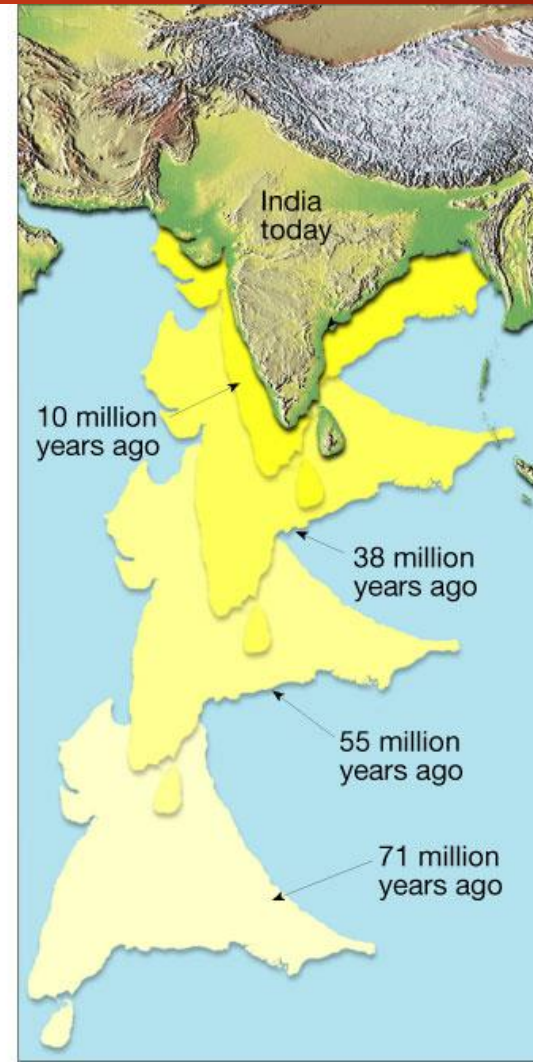 India
today
10 million
years ago
38 million
years ago
55 million
years ago
71 million
years ago